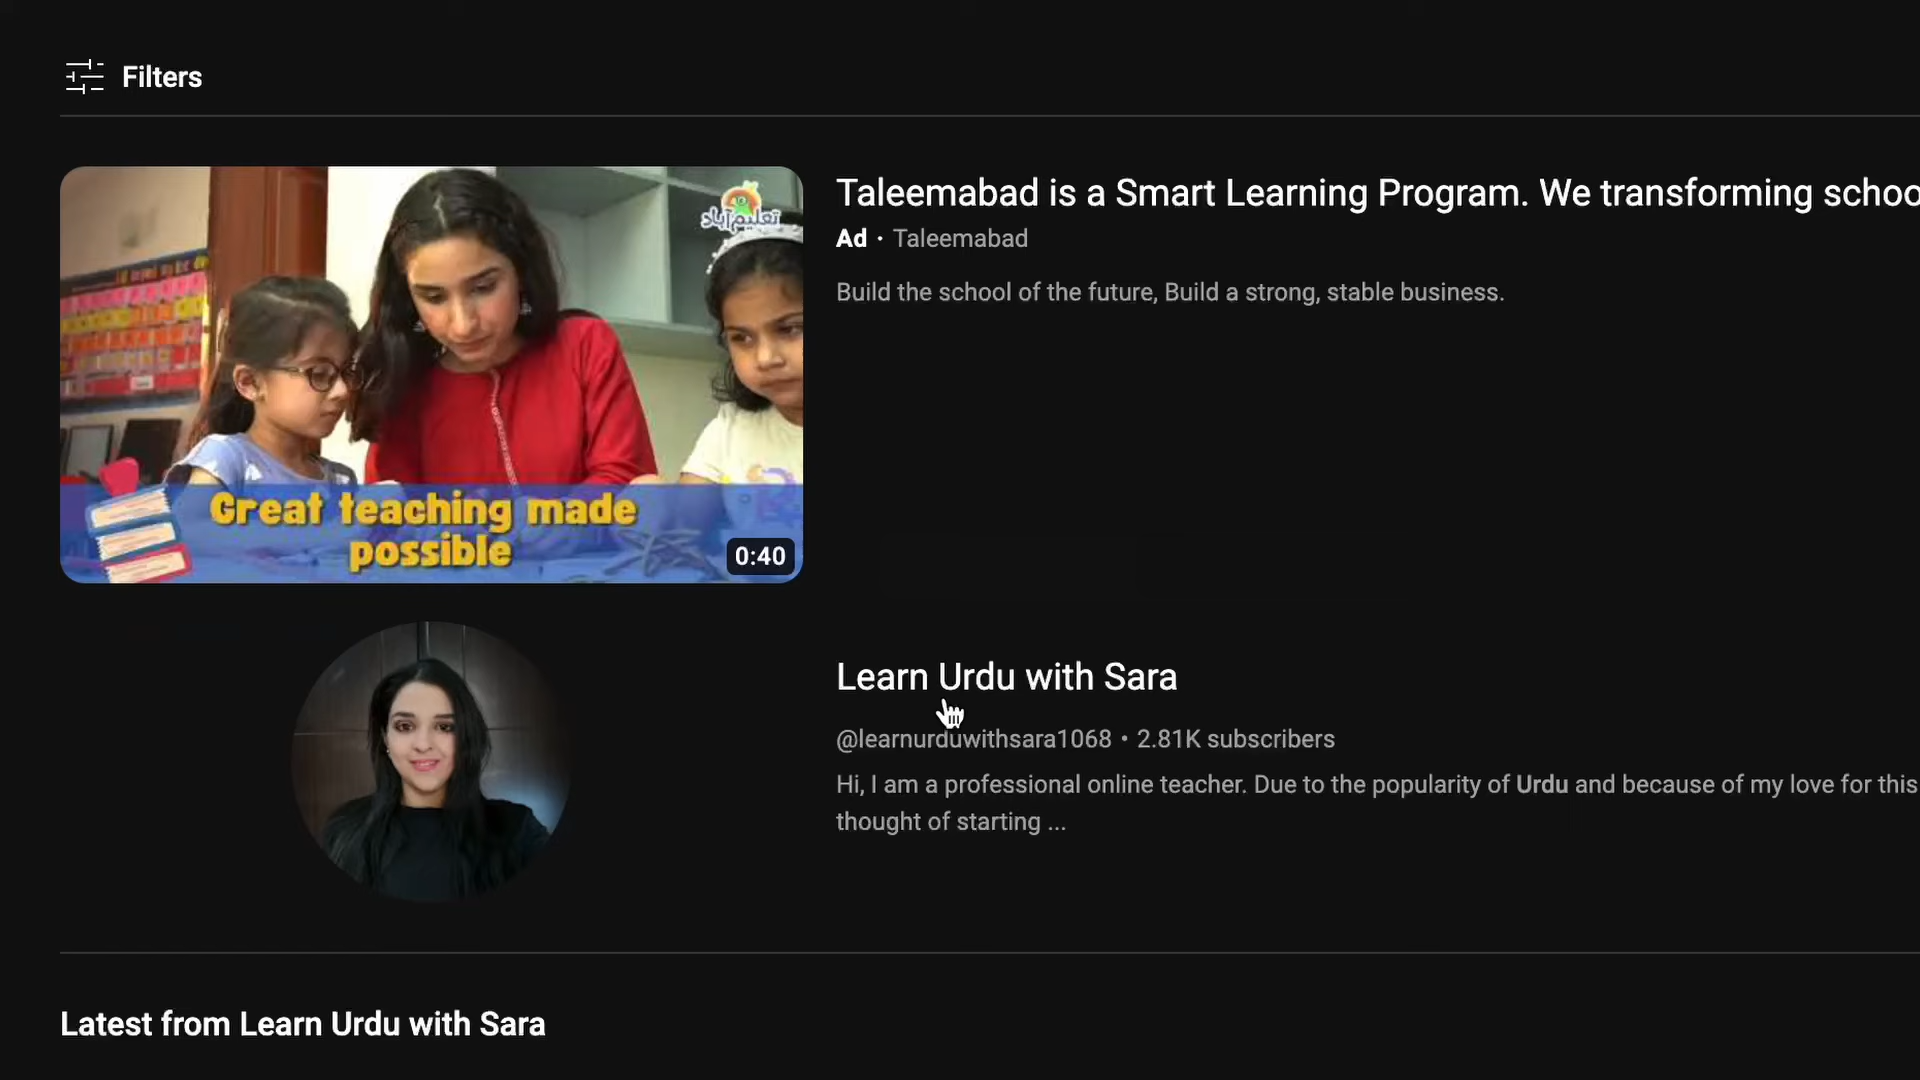 Filters
تعلیم آباد
Taleemabad is a Smart Learning Program. We transforming schoo
Ad · Taleemabad
Build the school of the future, Build a strong, stable business.
Great teaching made
possible
0:40
Learn Urdu with Sara
@learnurduwithsara1068 • 2.81K subscribers
Hi, I am a professional online teacher. Due to the popularity of Urdu and because of my love for this
thought of starting ...
Latest from Learn Urdu with Sara